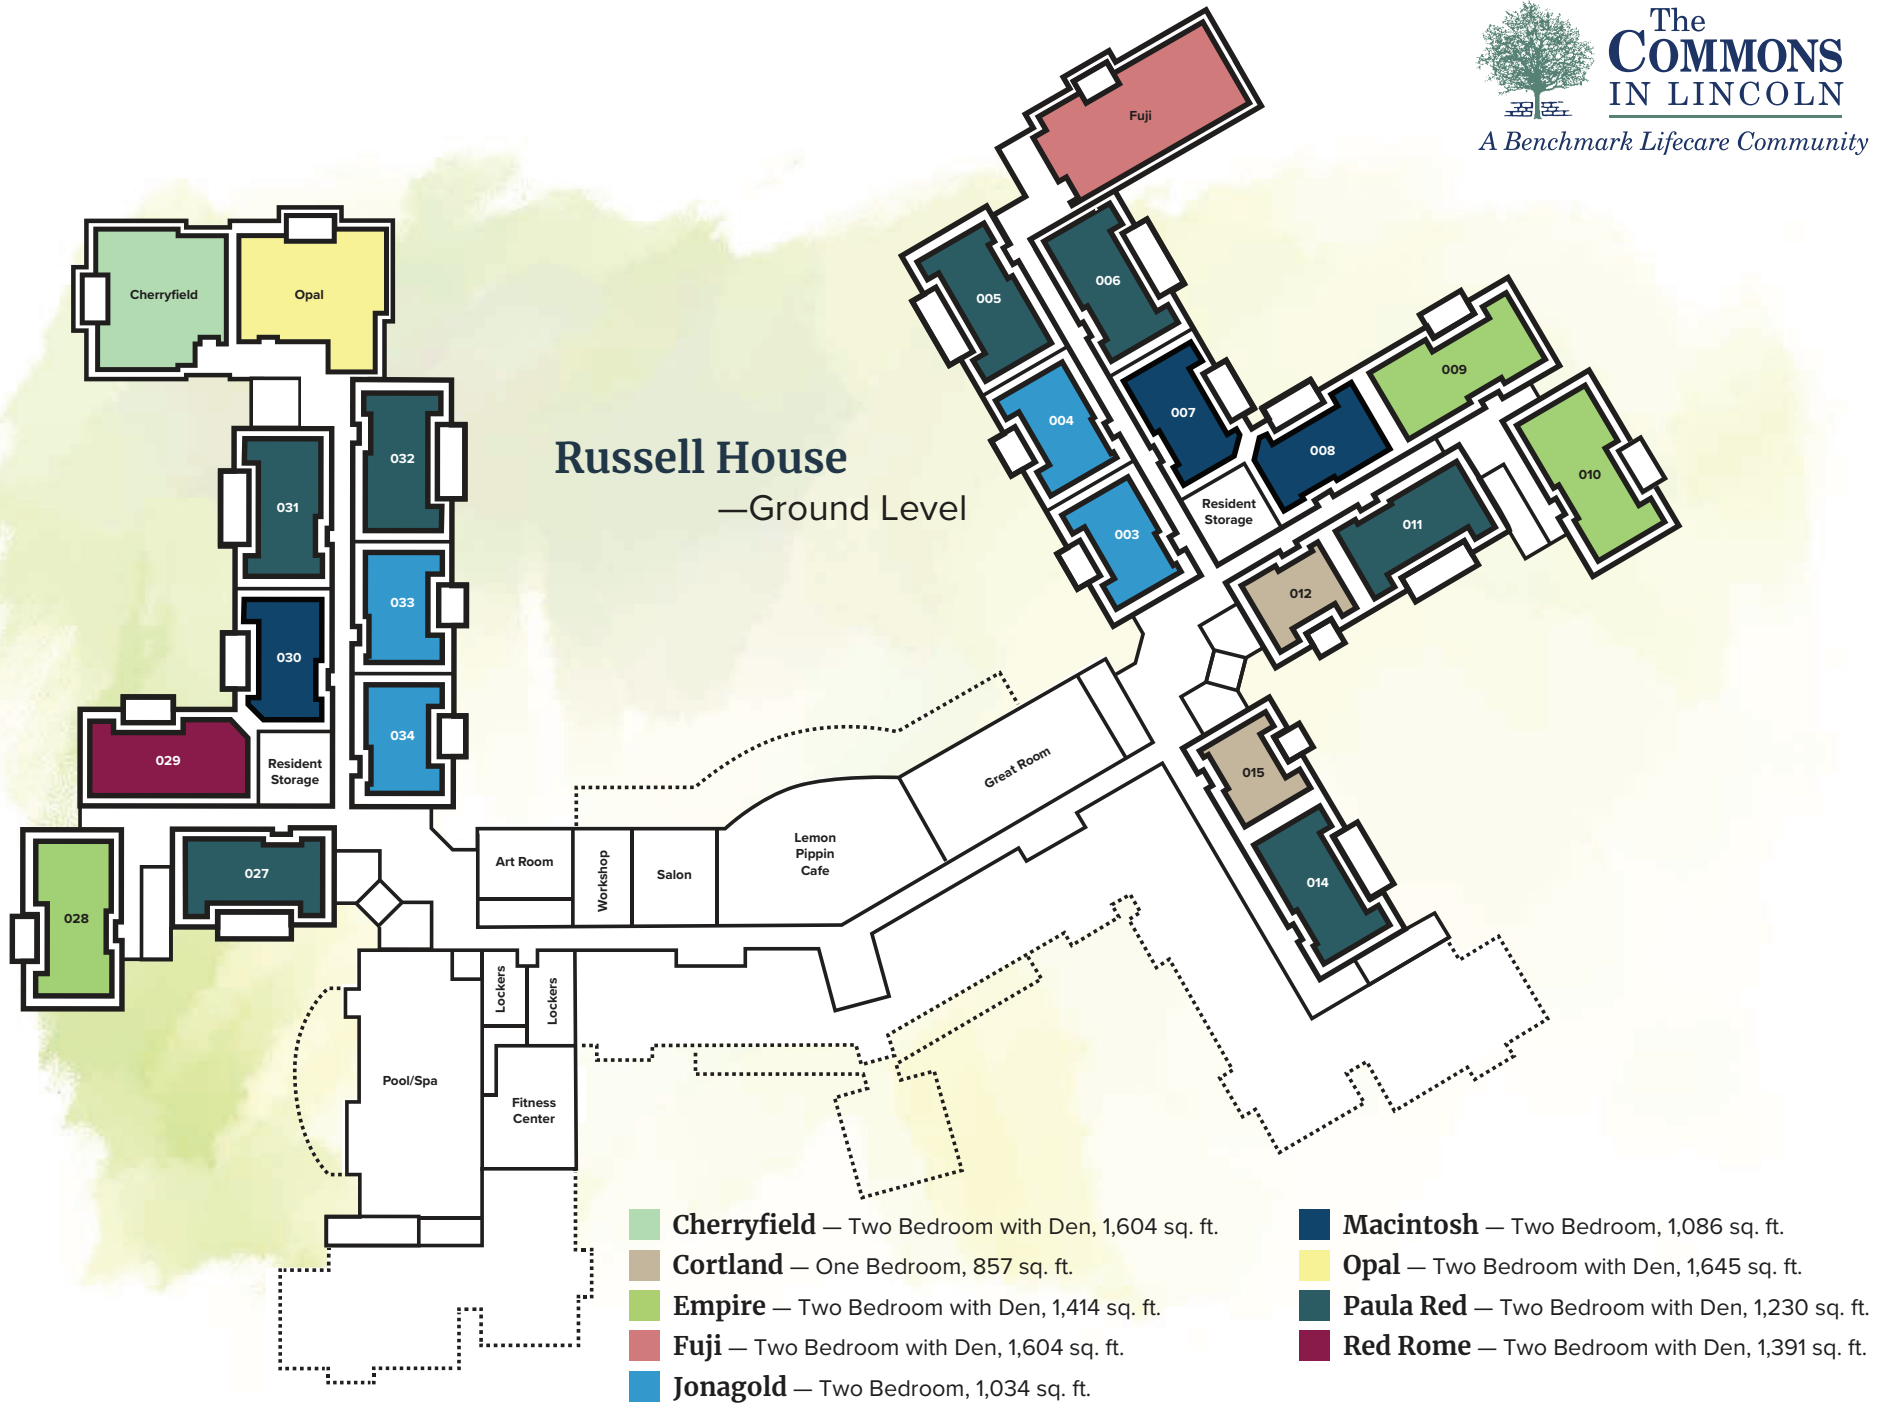 The
COMMONS
IN LINCOLN
A Benchmark Lifecare Community
Fuji
Cherryfield
Opal
005
006
032
031
004
007
009
008
010
Russell House
—Ground Level
Resident
Storage
011
003
033
012
030
034
029
Resident
Storage
015
Great Room
Art Room
Workshop
Salon
Lemon
Pippin
Cafe
027
014
028
Lockers
Lockers
Pool/Spa
Fitness
Center
Cherryfield — Two Bedroom with Den, 1,604 sq. ft.
Cortland — One Bedroom, 857 sq. ft.
Empire — Two Bedroom with Den, 1,414 sq. ft.
Fuji — Two Bedroom with Den, 1,604 sq. ft.
Jonagold — Two Bedroom, 1,034 sq. ft.
Macintosh — Two Bedroom, 1,086 sq. ft.
Opal — Two Bedroom with Den, 1,645 sq. ft.
Paula Red — Two Bedroom with Den, 1,230 sq. ft.
Red Rome — Two Bedroom with Den, 1,391 sq. ft.